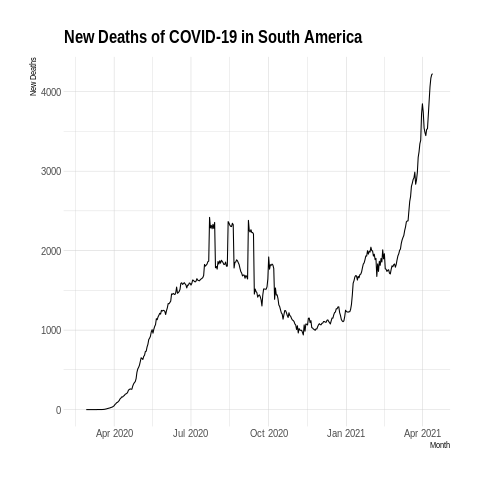 New Deaths of COVID-19 in South America
New Deaths
4000
3000
2000
1000
0
Apr 2020
Jul 2020
Oct 2020
Jan 2021
Apr 2021
Month